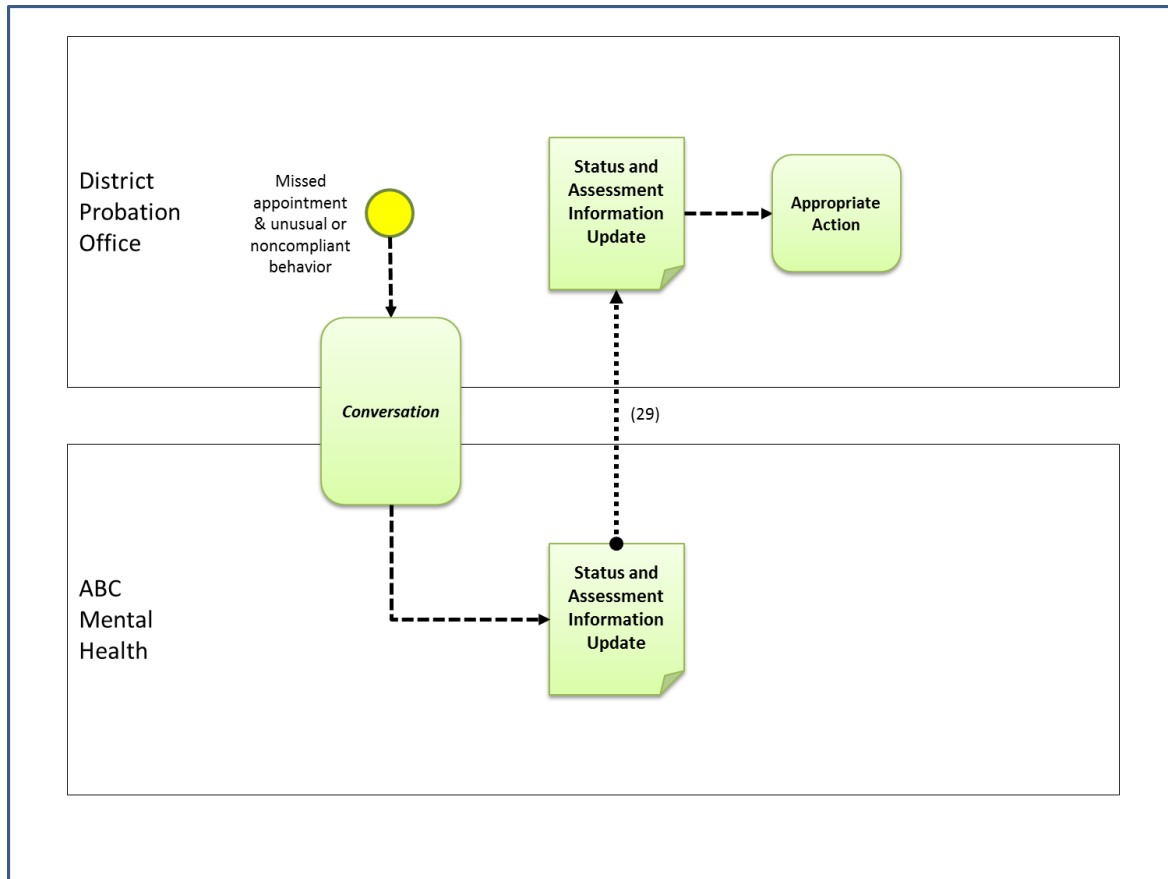 District
Probation
Office
Missed
appointment
& unusual or
noncompliant
behavior
Status and
Assessment
Information
Update
Appropriate
Action
Conversation
(29)
ABC
Mental
Health
Status and
Assessment
Information
Update